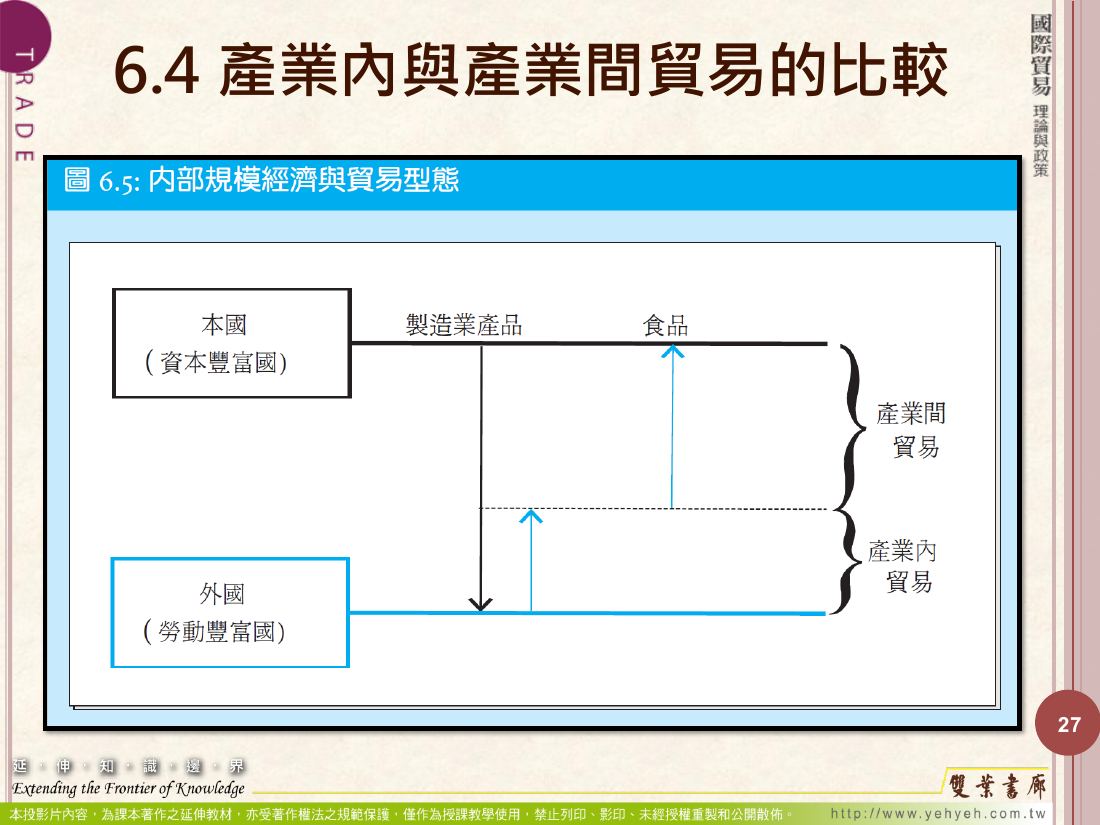 TRADE
6.4 產業內與產業間貿易的比較
國際貿易 理論與政策
圖 6.5: 內部規模經濟與貿易型態
本國
(資本豐富國)
製造業產品
食品
產業間
貿易
產業內
貿易
外國
(勞動豐富國)
27
延・伸・知・識・邊・界
Extending the Frontier of Knowledge
雙葉書廊
本投影片內容,為課本著作之延伸教材,亦受著作權法之規範保護,僅作為授課教學使用,禁止列印、影印、未經授權重製和公開散佈。
http://www.yehyeh.com.tw